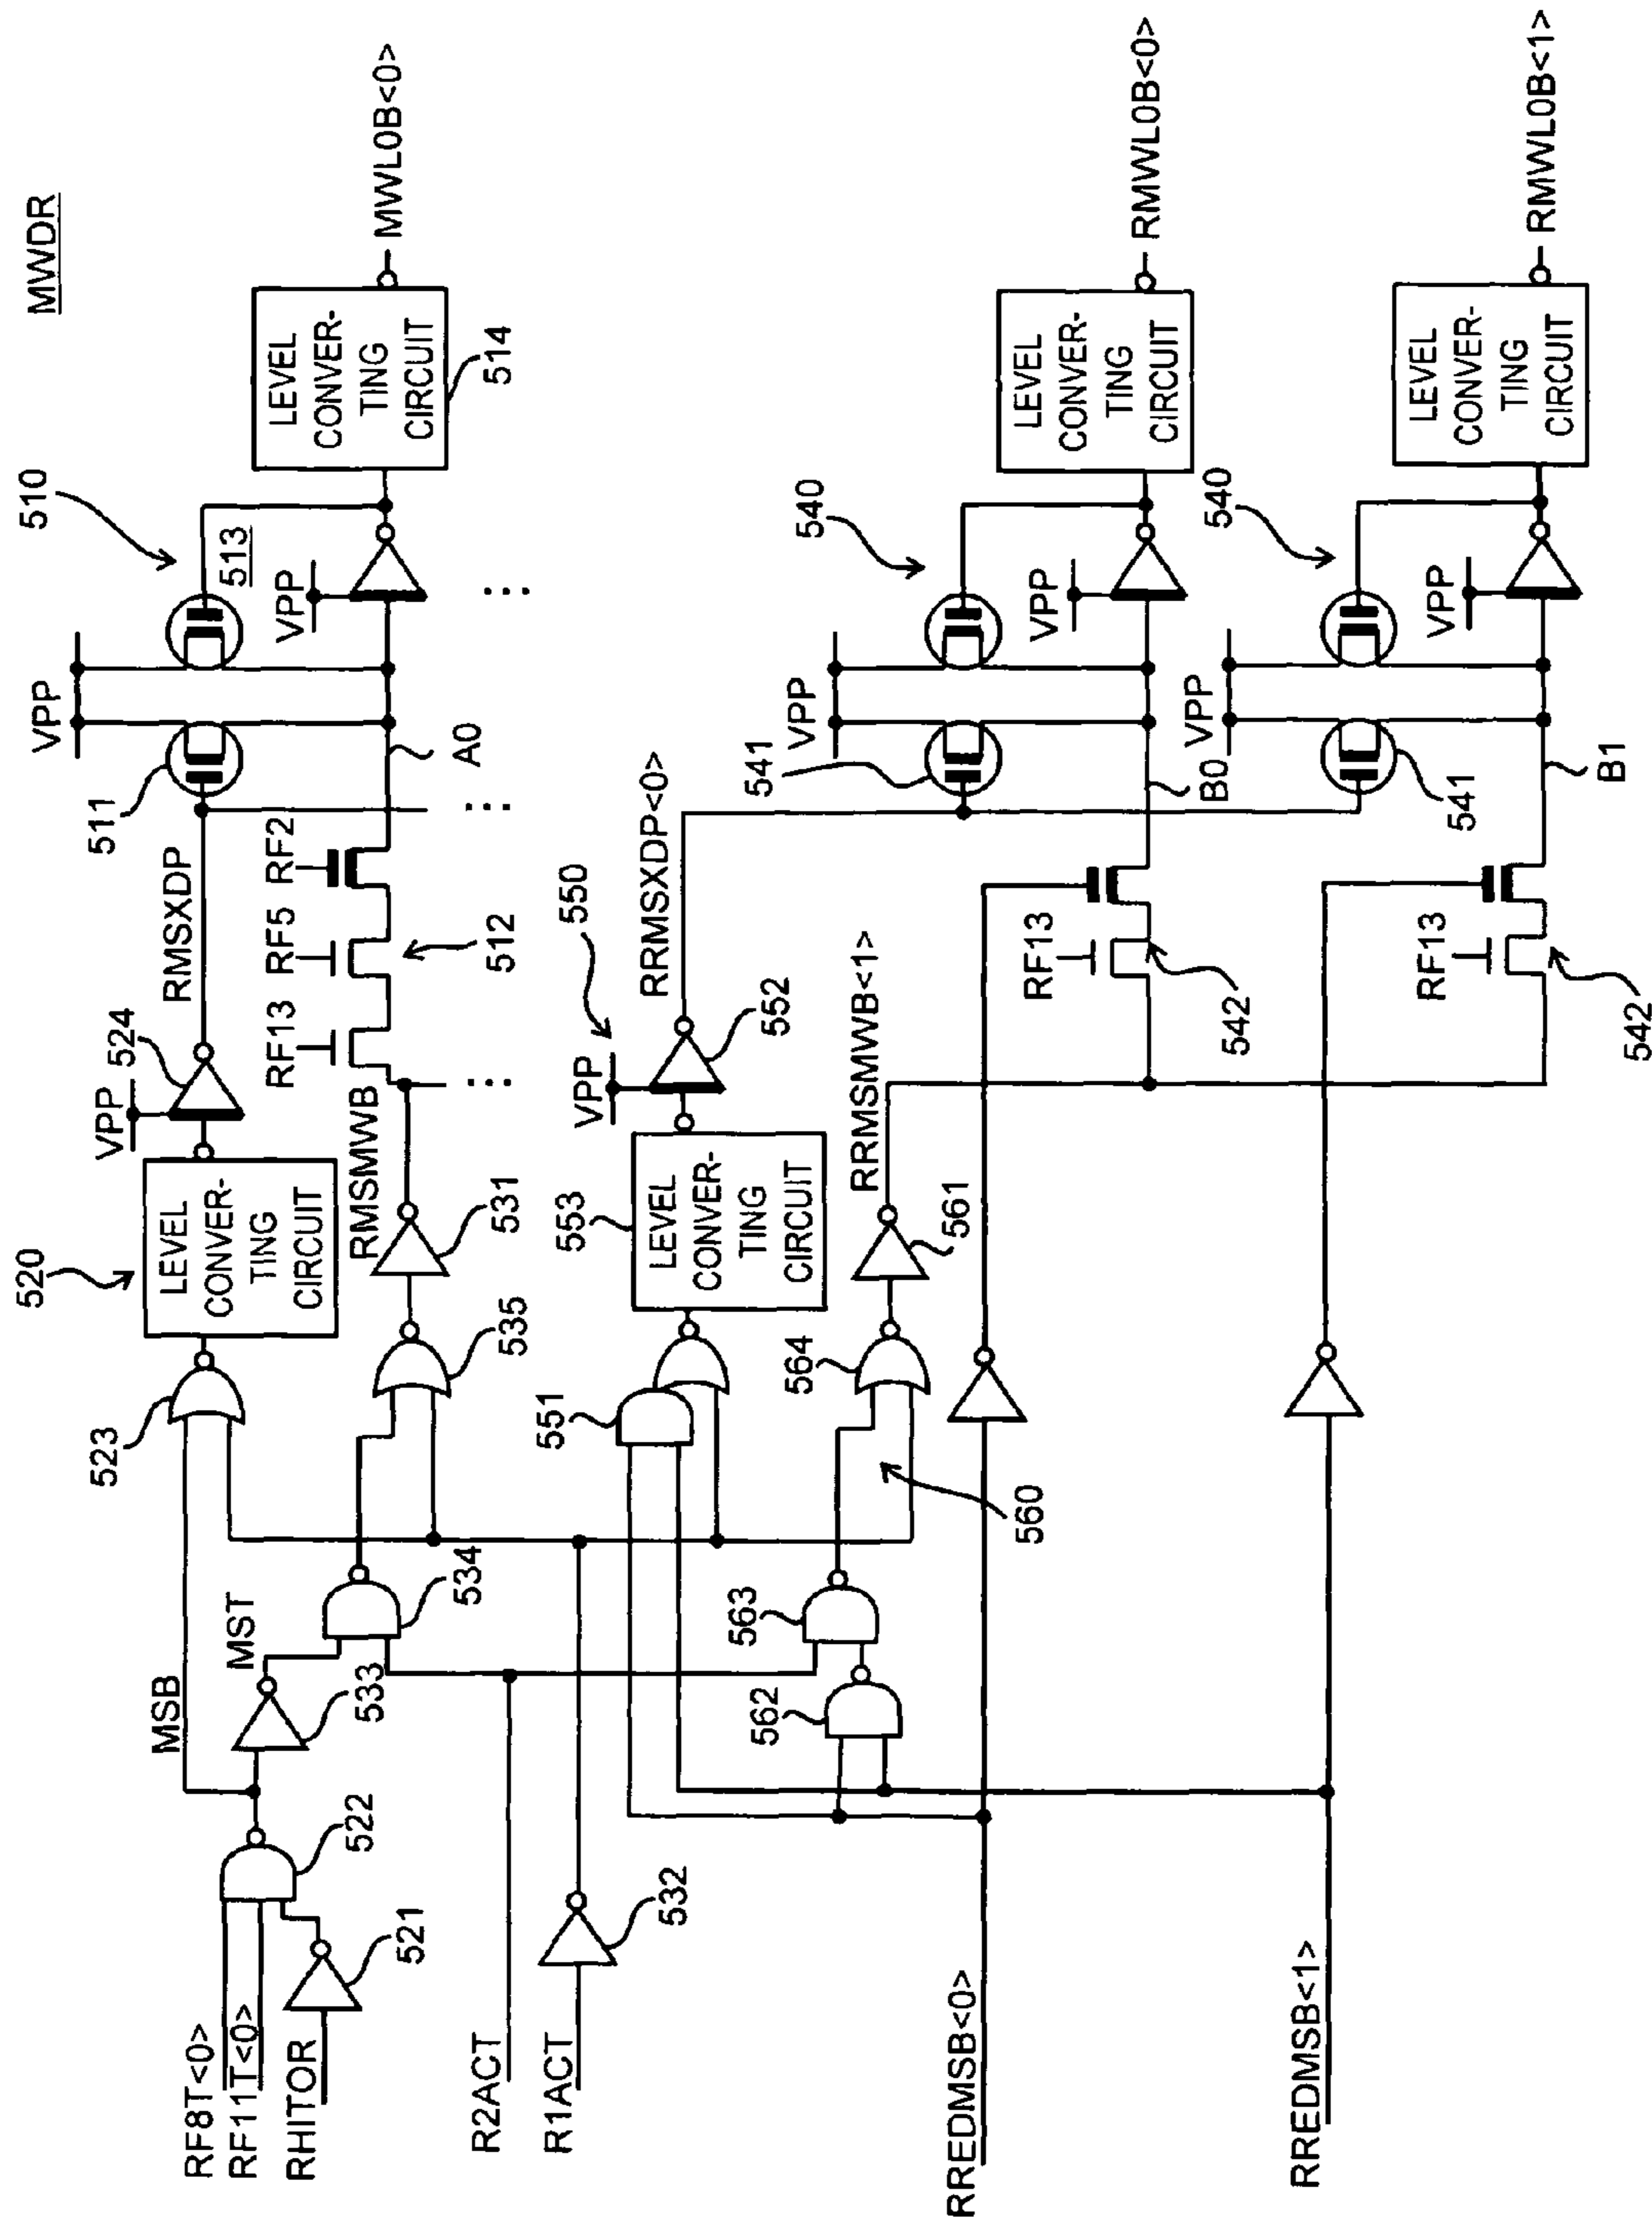 MWDR
510
VPP
511
513
VPP
A0
LEVEL
CONVER-
TING
CIRCUIT
514
MWL0B<0>
520
LEVEL
CONVER-
TING
CIRCUIT
VPP
524
RMSXDP
523
RF13
RF5
RF2
512
RMSMWB
531
535
MSB
MST
533
534
522
521
RF8T<0>
RF11T<0>
RHITOR
R2ACT
R1ACT
532
550
VPP
552
553
LEVEL
CONVER-
TING
CIRCUIT
RRMSXDP<0>
551
RRMSMWB<1>
561
564
560
563
562
540
VPP
541
VPP
B0
RF13
542
LEVEL
CONVER-
TING
CIRCUIT
RMWL0B<0>
RREDMSB<0>
540
VPP
541
VPP
B1
RF13
542
LEVEL
CONVER-
TING
CIRCUIT
RMWL0B<1>
RREDMSB<1>